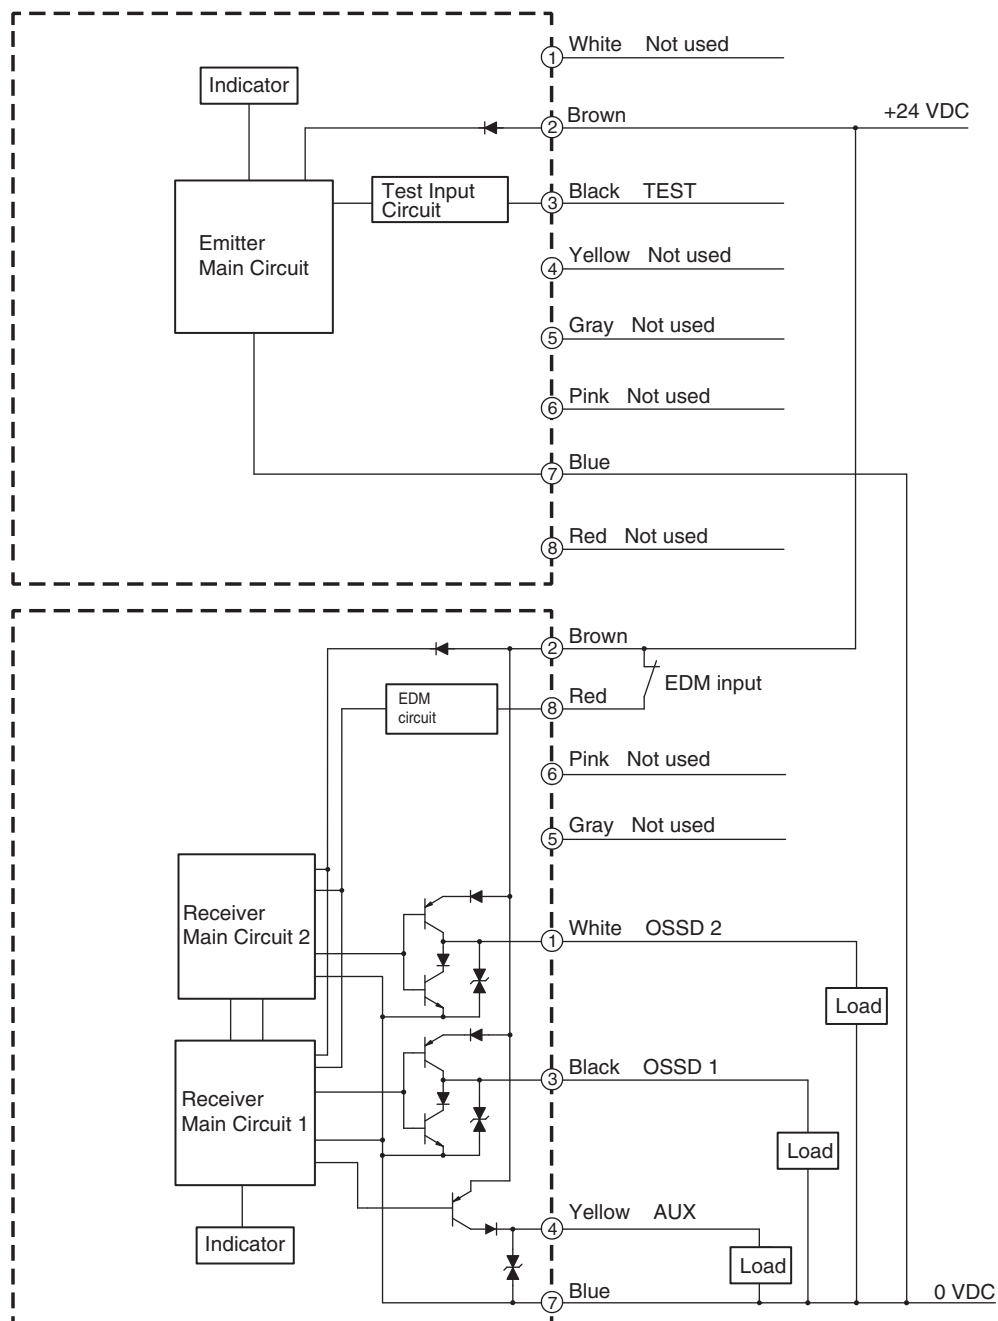 ① White Not used
Indicator
② Brown
+24 VDC
Test Input
Circuit
③ Black TEST
Emitter
Main Circuit
④ Yellow Not used
⑤ Gray Not used
⑥ Pink Not used
⑦ Blue
⑧ Red Not used
② Brown
EDM input
EDM
circuit
⑧ Red
⑥ Pink Not used
⑤ Gray Not used
Receiver
Main Circuit 2
① White OSSD 2
Load
③ Black OSSD 1
Receiver
Main Circuit 1
Load
④ Yellow AUX
Indicator
Load
⑦ Blue
0 VDC